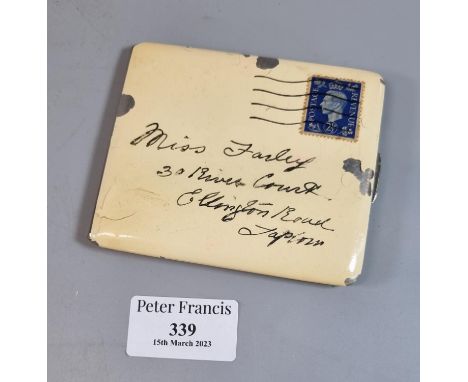 POSTAGE REVENUE
2½D
Miss Farley
30 River Court
Ellington Road
Taplow
Peter Francis
339
15th March 2023